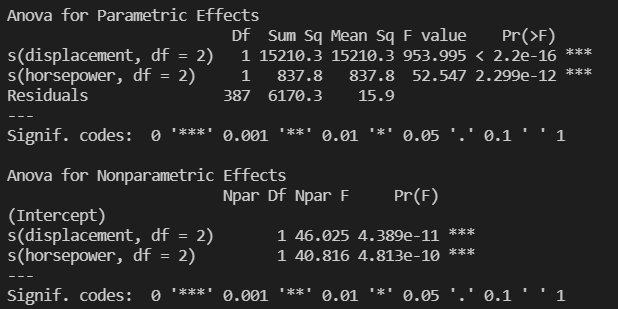 Anova for Parametric Effects
                          Df  Sum Sq Mean Sq F value    Pr(>F)    
s(displacement, df = 2)    1 15210.3 15210.3 953.995 < 2.2e-16 ***
s(horsepower, df = 2)      1   837.8   837.8  52.547 2.299e-12 ***
Residuals                387  6170.3    15.9
---
Signif. codes:  0 '***' 0.001 '**' 0.01 '*' 0.05 '.' 0.1 ' ' 1

Anova for Nonparametric Effects
                        Npar Df Npar F     Pr(F)    
(Intercept)
s(displacement, df = 2)       1 46.025 4.389e-11 ***
s(horsepower, df = 2)         1 40.816 4.813e-10 ***
---
Signif. codes:  0 '***' 0.001 '**' 0.01 '*' 0.05 '.' 0.1 ' ' 1